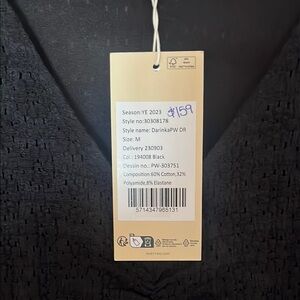 Season:YE 2023
$159
Style no:30308178
Style name: DarinkaPW DR
Size: M
Delivery 230903
Col.: 194008 Black
Dessin no.: PW-303751
Composition 60% Cotton,32%
Polyamide,8% Elastane
5714347965131